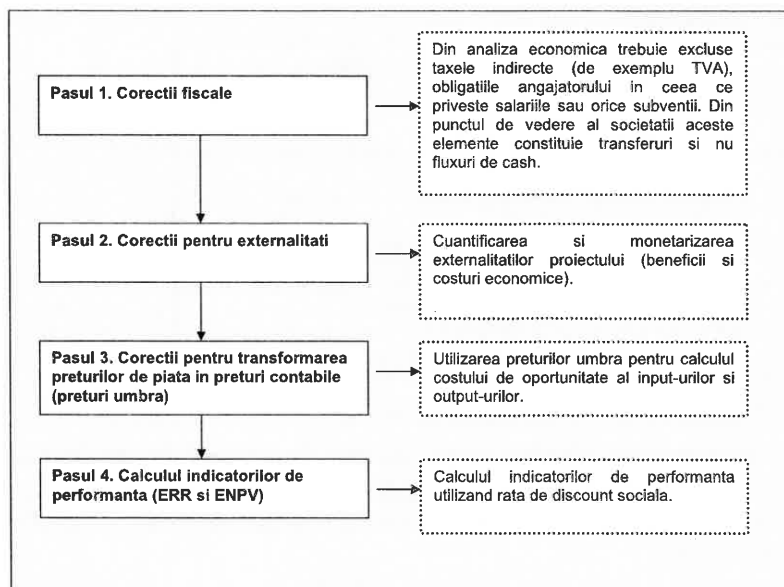 Pasul 1. Corectii fiscale
Din analiza economica trebuie excluse
taxele indirecte (de exemplu TVA),
obligatiile angajatorului in ceea ce
priveste salariile sau orice subventii. Din
punctul de vedere al societatii aceste
elemente constituie transferuri si nu
fluxuri de cash.
Pasul 2. Corectii pentru externalitati
Cuantificarea si monetarizarea
externalitatilor proiectului (beneficii si
costuri economice).
Pasul 3. Corectii pentru transformarea
preturilor de piata in preturi contabile
(preturi umbra)
Utilizarea preturilor umbra pentru calculul
costului de oportunitate al input-urilor si
output-urilor.
Pasul 4. Calculul indicatorilor de
performanta (ERR si ENPV)
Calculul indicatorilor de performanta
utilizand rata de discount sociala.